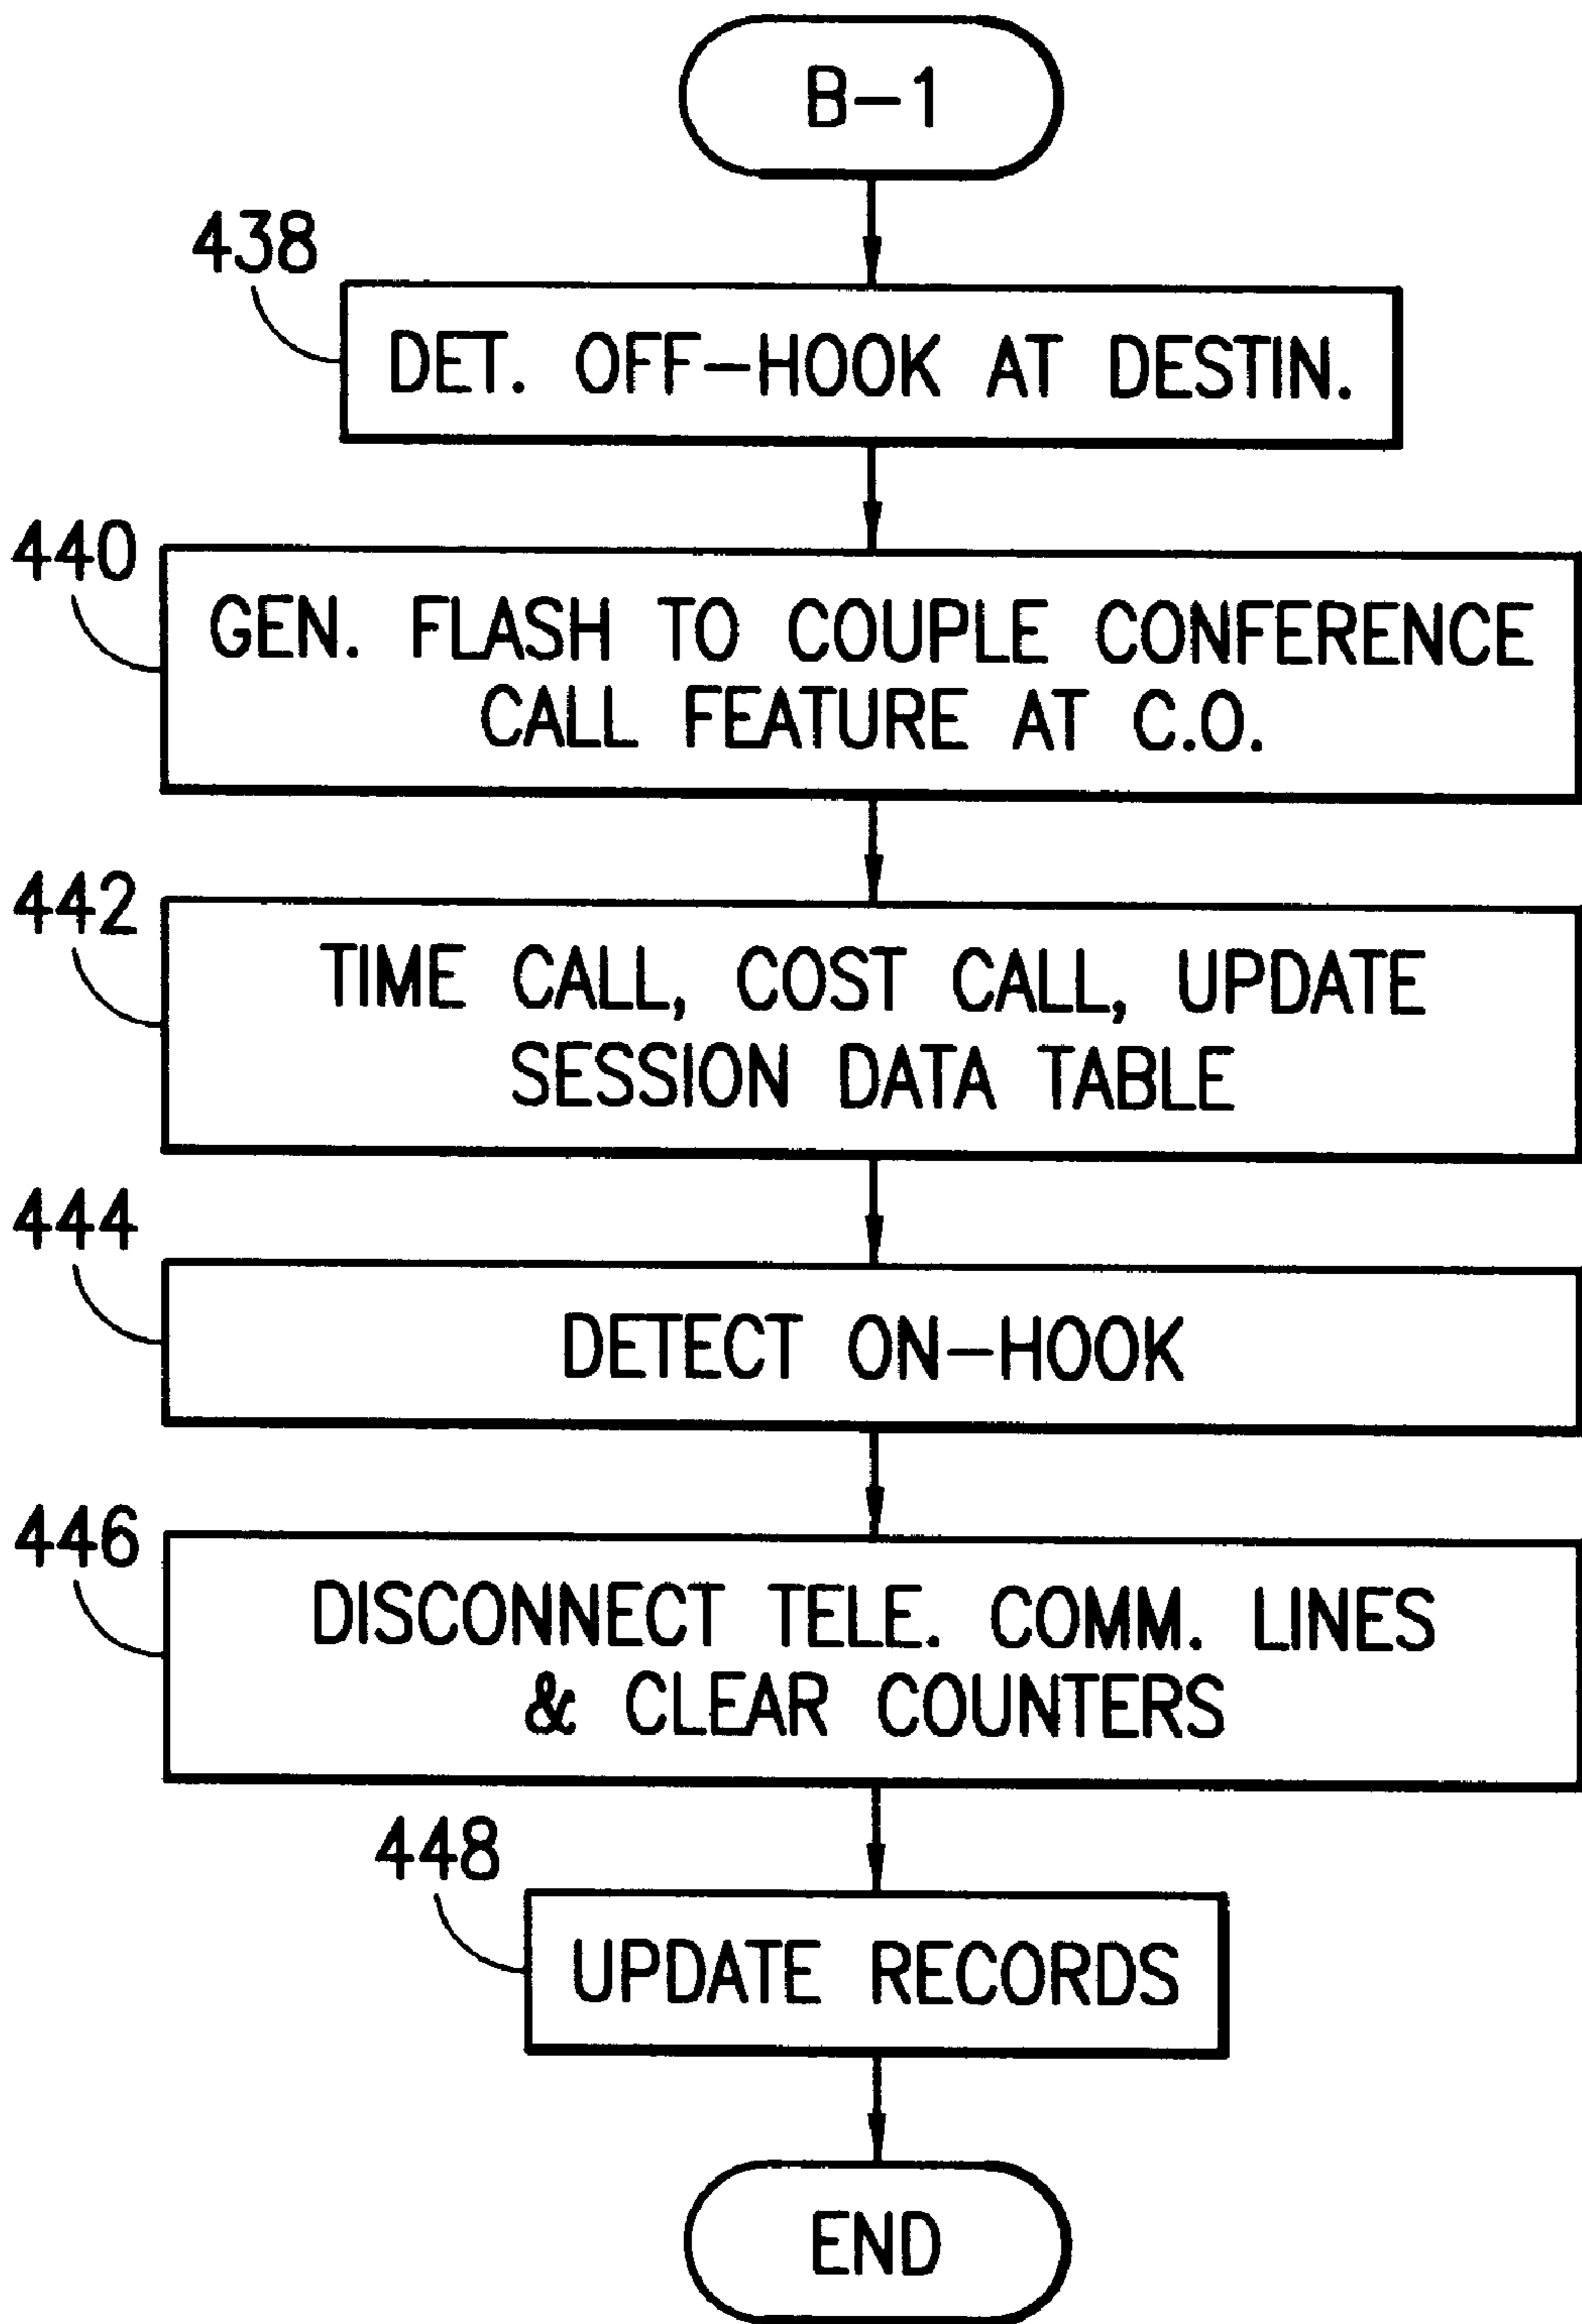 B-1
438
DET. OFF-HOOK AT DESTIN.
440
GEN. FLASH TO COUPLE CONFERENCE
CALL FEATURE AT C.O.
442
TIME CALL, COST CALL, UPDATE
SESSION DATA TABLE
444
DETECT ON-HOOK
446
DISCONNECT TELE. COMM. LINES
& CLEAR COUNTERS
448
UPDATE RECORDS
END